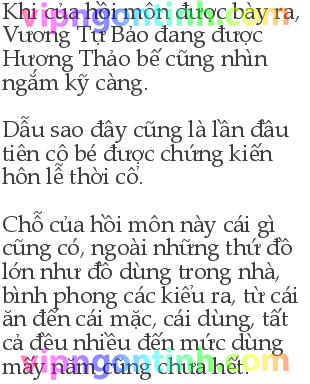 Khi của hồi môn được bày ra,
Vương Tự Bảo đang được
Hương Thảo bế cũng nhìn
ngắm kỹ càng.
Dẫu sao đây cũng là lần đầu
tiên cô bé được chứng kiến
hôn lễ thời cổ.
Chỗ của hồi môn này cái gì
cũng có, ngoài những thứ đồ
lớn như đồ dùng trong nhà,
bình phong các kiểu ra, từ cái
ăn đến cái mặc, cái dùng, tất
cả đều nhiều đến mức dùng
mấy năm cũng chưa hết.
vipngontinh.com
vipngontinh.com